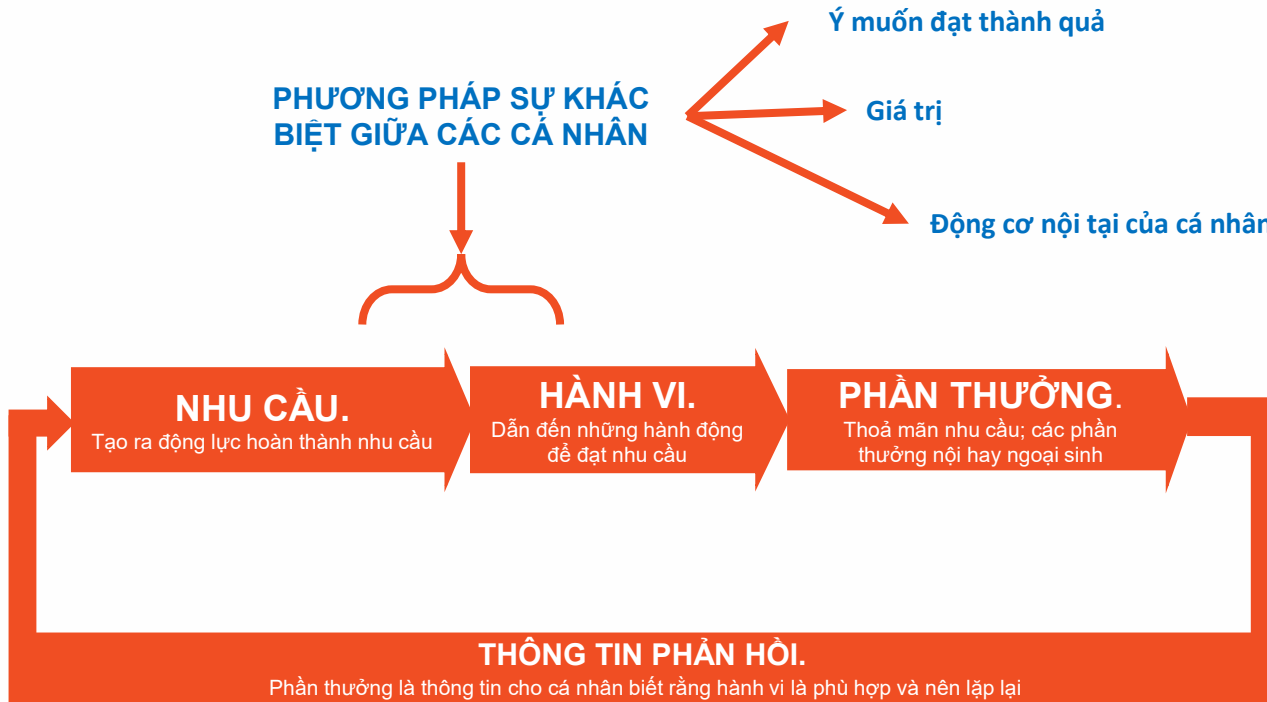 Ý muốn đạt thành quả
PHƯƠNG PHÁP SỰ KHÁC
BIỆT GIỮA CÁC CÁ NHÂN
Giá trị
Động cơ nội tại của cá nhân
NHU CẦU.
Tạo ra động lực hoàn thành nhu cầu
HÀNH VI.
Dẫn đến những hành động
để đạt nhu cầu
PHẦN THƯỞNG.
Thoả mãn nhu cầu; các phần
thưởng nội hay ngoại sinh
THÔNG TIN PHẢN HỒI.
Phần thưởng là thông tin cho cá nhân biết rằng hành vi là phù hợp và nên lặp lại